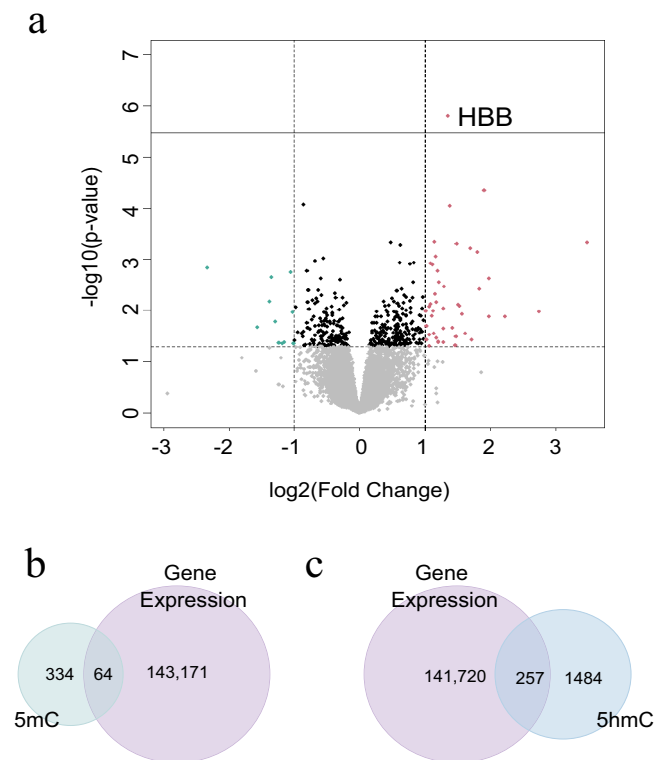 a
7
6
5
4
3
2
1
0
-log10(p-value)
HBB
-3 -2 -1 0 1 2 3
log2(Fold Change)
b
Gene
Expression
334 64 143,171
5mC
c
Gene
Expression
141,720 257 1484
5hmC